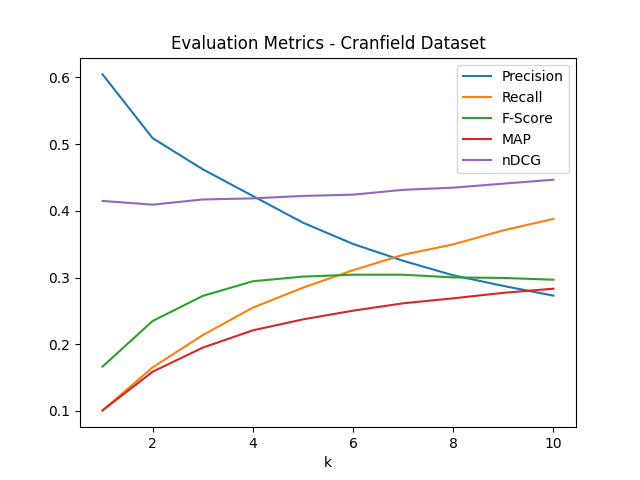 Evaluation Metrics - Cranfield Dataset
0.6
0.5
0.4
0.3
0.2
0.1
Precision
Recall
F-Score
MAP
nDCG
2 4 6 8 10
k